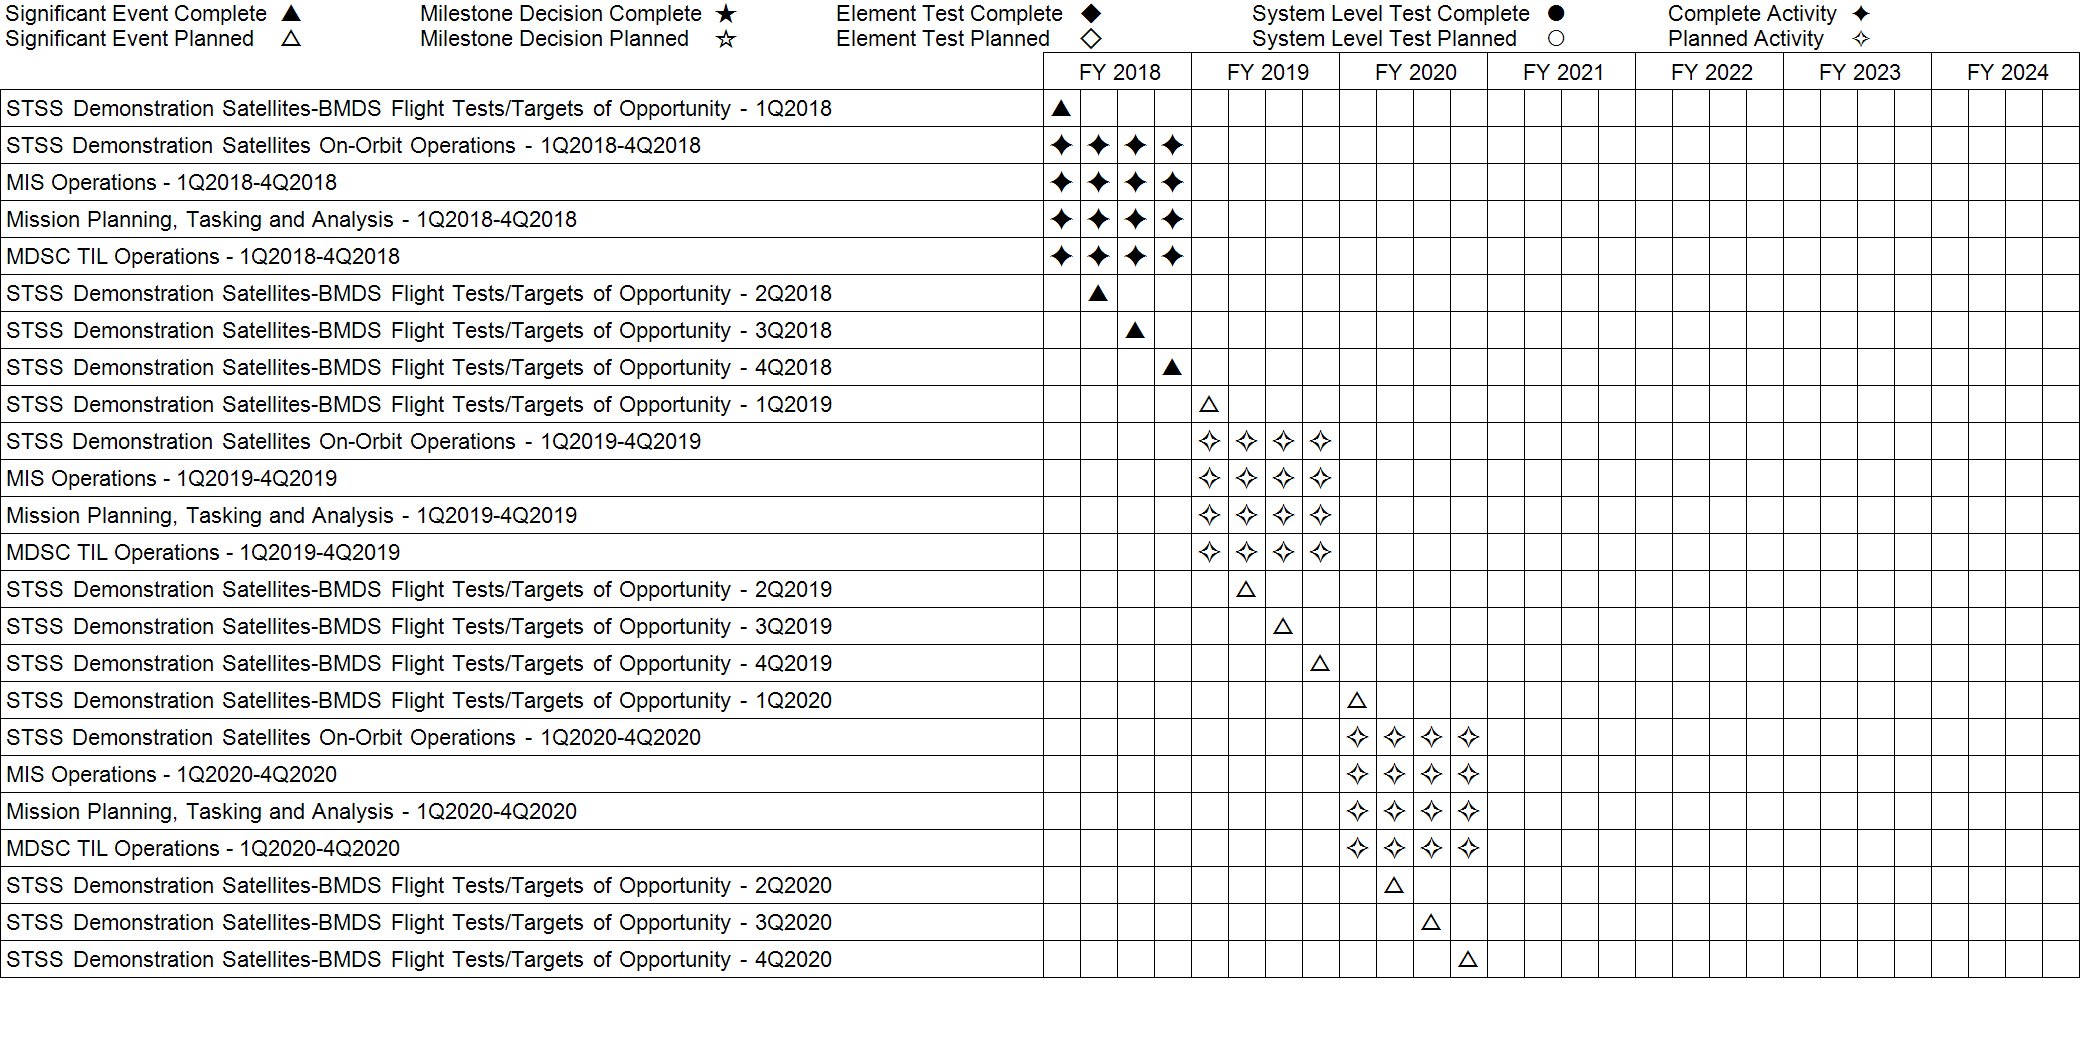 Significant Event Complete ▲ Milestone Decision Complete ★ Element Test Complete ◆ System Level Test Complete ● Complete Activity ✦
Significant Event Planned △ Milestone Decision Planned ☆ Element Test Planned ◇ System Level Test Planned ○ Planned Activity ✧
FY 2018 FY 2019 FY 2020 FY 2021 FY 2022 FY 2023 FY 2024
STSS Demonstration Satellites-BMDS Flight Tests/Targets of Opportunity - 1Q2018 ▲
STSS Demonstration Satellites On-Orbit Operations - 1Q2018-4Q2018 ✦ ✦ ✦ ✦
MIS Operations - 1Q2018-4Q2018 ✦ ✦ ✦ ✦
Mission Planning, Tasking and Analysis - 1Q2018-4Q2018 ✦ ✦ ✦ ✦
MDSC TIL Operations - 1Q2018-4Q2018 ✦ ✦ ✦ ✦
STSS Demonstration Satellites-BMDS Flight Tests/Targets of Opportunity - 2Q2018 ▲
STSS Demonstration Satellites-BMDS Flight Tests/Targets of Opportunity - 3Q2018 ▲
STSS Demonstration Satellites-BMDS Flight Tests/Targets of Opportunity - 4Q2018 ▲
STSS Demonstration Satellites-BMDS Flight Tests/Targets of Opportunity - 1Q2019 △
STSS Demonstration Satellites On-Orbit Operations - 1Q2019-4Q2019 ✧ ✧ ✧ ✧
MIS Operations - 1Q2019-4Q2019 ✧ ✧ ✧ ✧
Mission Planning, Tasking and Analysis - 1Q2019-4Q2019 ✧ ✧ ✧ ✧
MDSC TIL Operations - 1Q2019-4Q2019 ✧ ✧ ✧ ✧
STSS Demonstration Satellites-BMDS Flight Tests/Targets of Opportunity - 2Q2019 △
STSS Demonstration Satellites-BMDS Flight Tests/Targets of Opportunity - 3Q2019 △
STSS Demonstration Satellites-BMDS Flight Tests/Targets of Opportunity - 4Q2019 △
STSS Demonstration Satellites-BMDS Flight Tests/Targets of Opportunity - 1Q2020 △
STSS Demonstration Satellites On-Orbit Operations - 1Q2020-4Q2020 ✧ ✧ ✧ ✧
MIS Operations - 1Q2020-4Q2020 ✧ ✧ ✧ ✧
Mission Planning, Tasking and Analysis - 1Q2020-4Q2020 ✧ ✧ ✧ ✧
MDSC TIL Operations - 1Q2020-4Q2020 ✧ ✧ ✧ ✧
STSS Demonstration Satellites-BMDS Flight Tests/Targets of Opportunity - 2Q2020 △
STSS Demonstration Satellites-BMDS Flight Tests/Targets of Opportunity - 3Q2020 △
STSS Demonstration Satellites-BMDS Flight Tests/Targets of Opportunity - 4Q2020 △